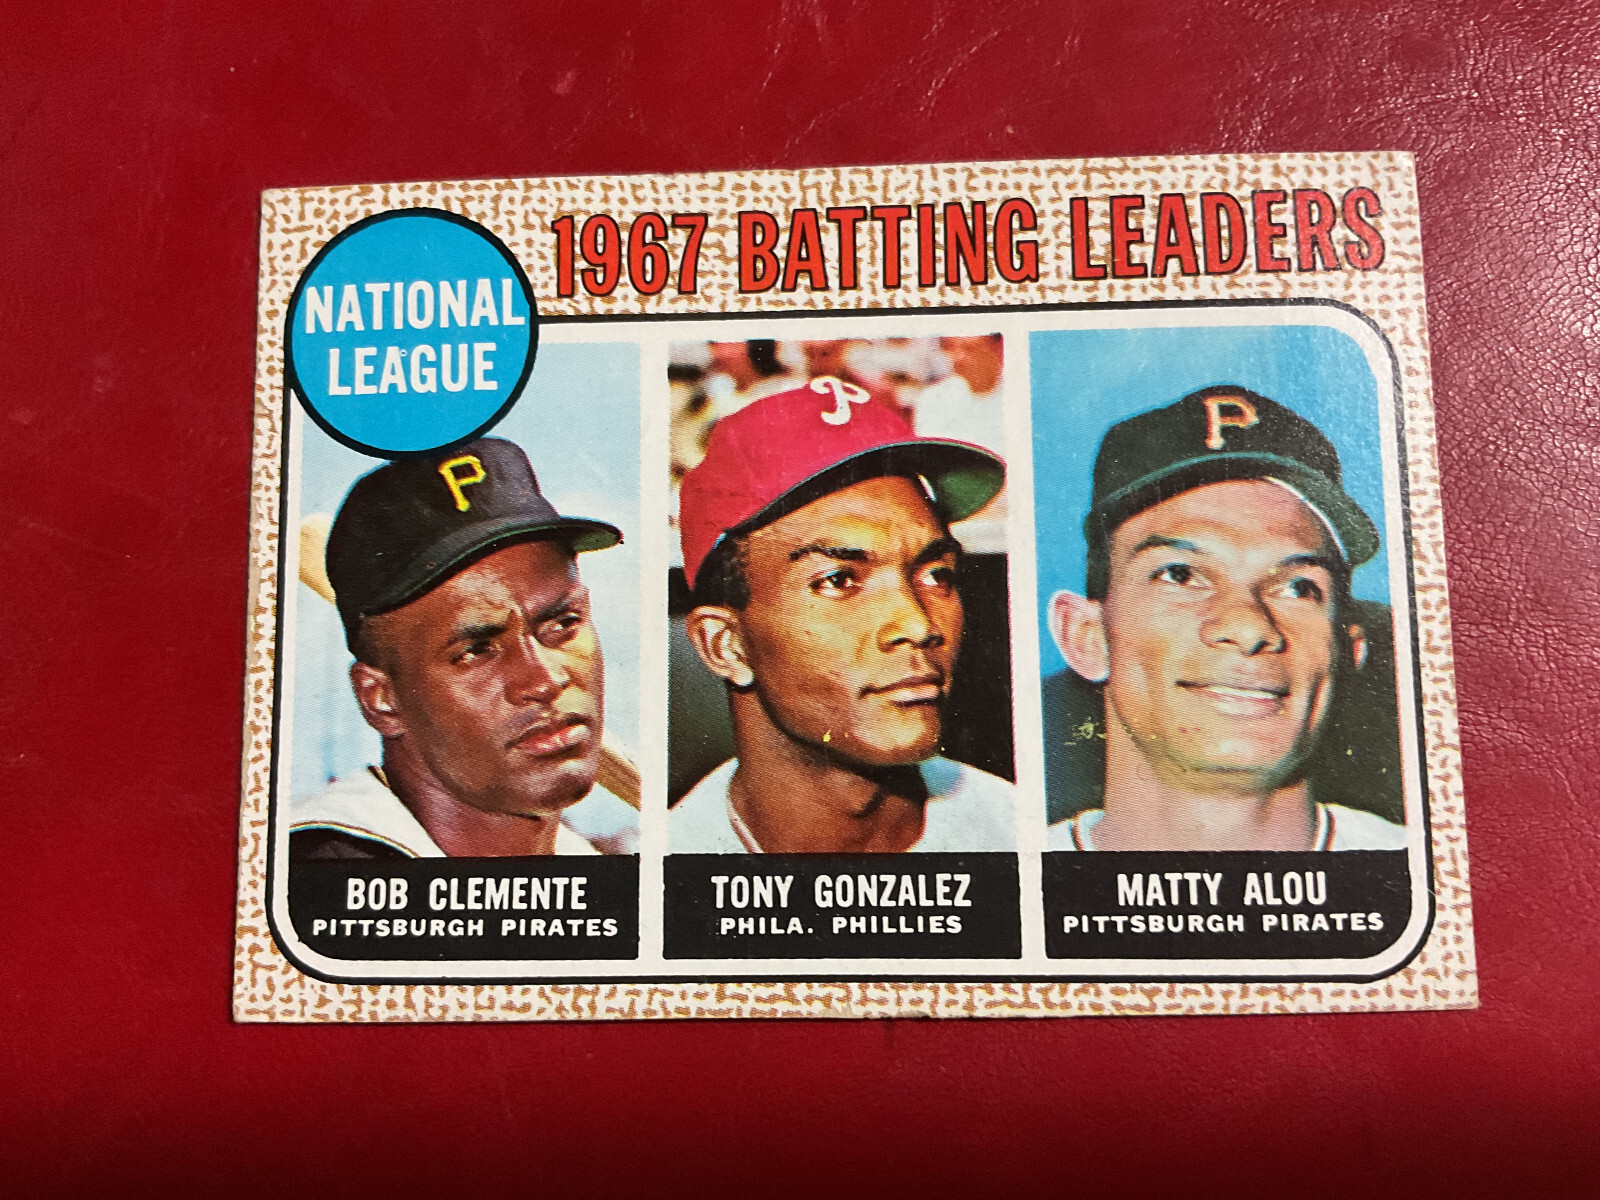 NATIONAL
LEAGUE
1967 BATTING LEADERS
P
P
P
BOB CLEMENTE
PITTSBURGH PIRATES
TONY GONZALEZ
PHILA. PHILLIES
MATTY ALOU
PITTSBURGH PIRATES